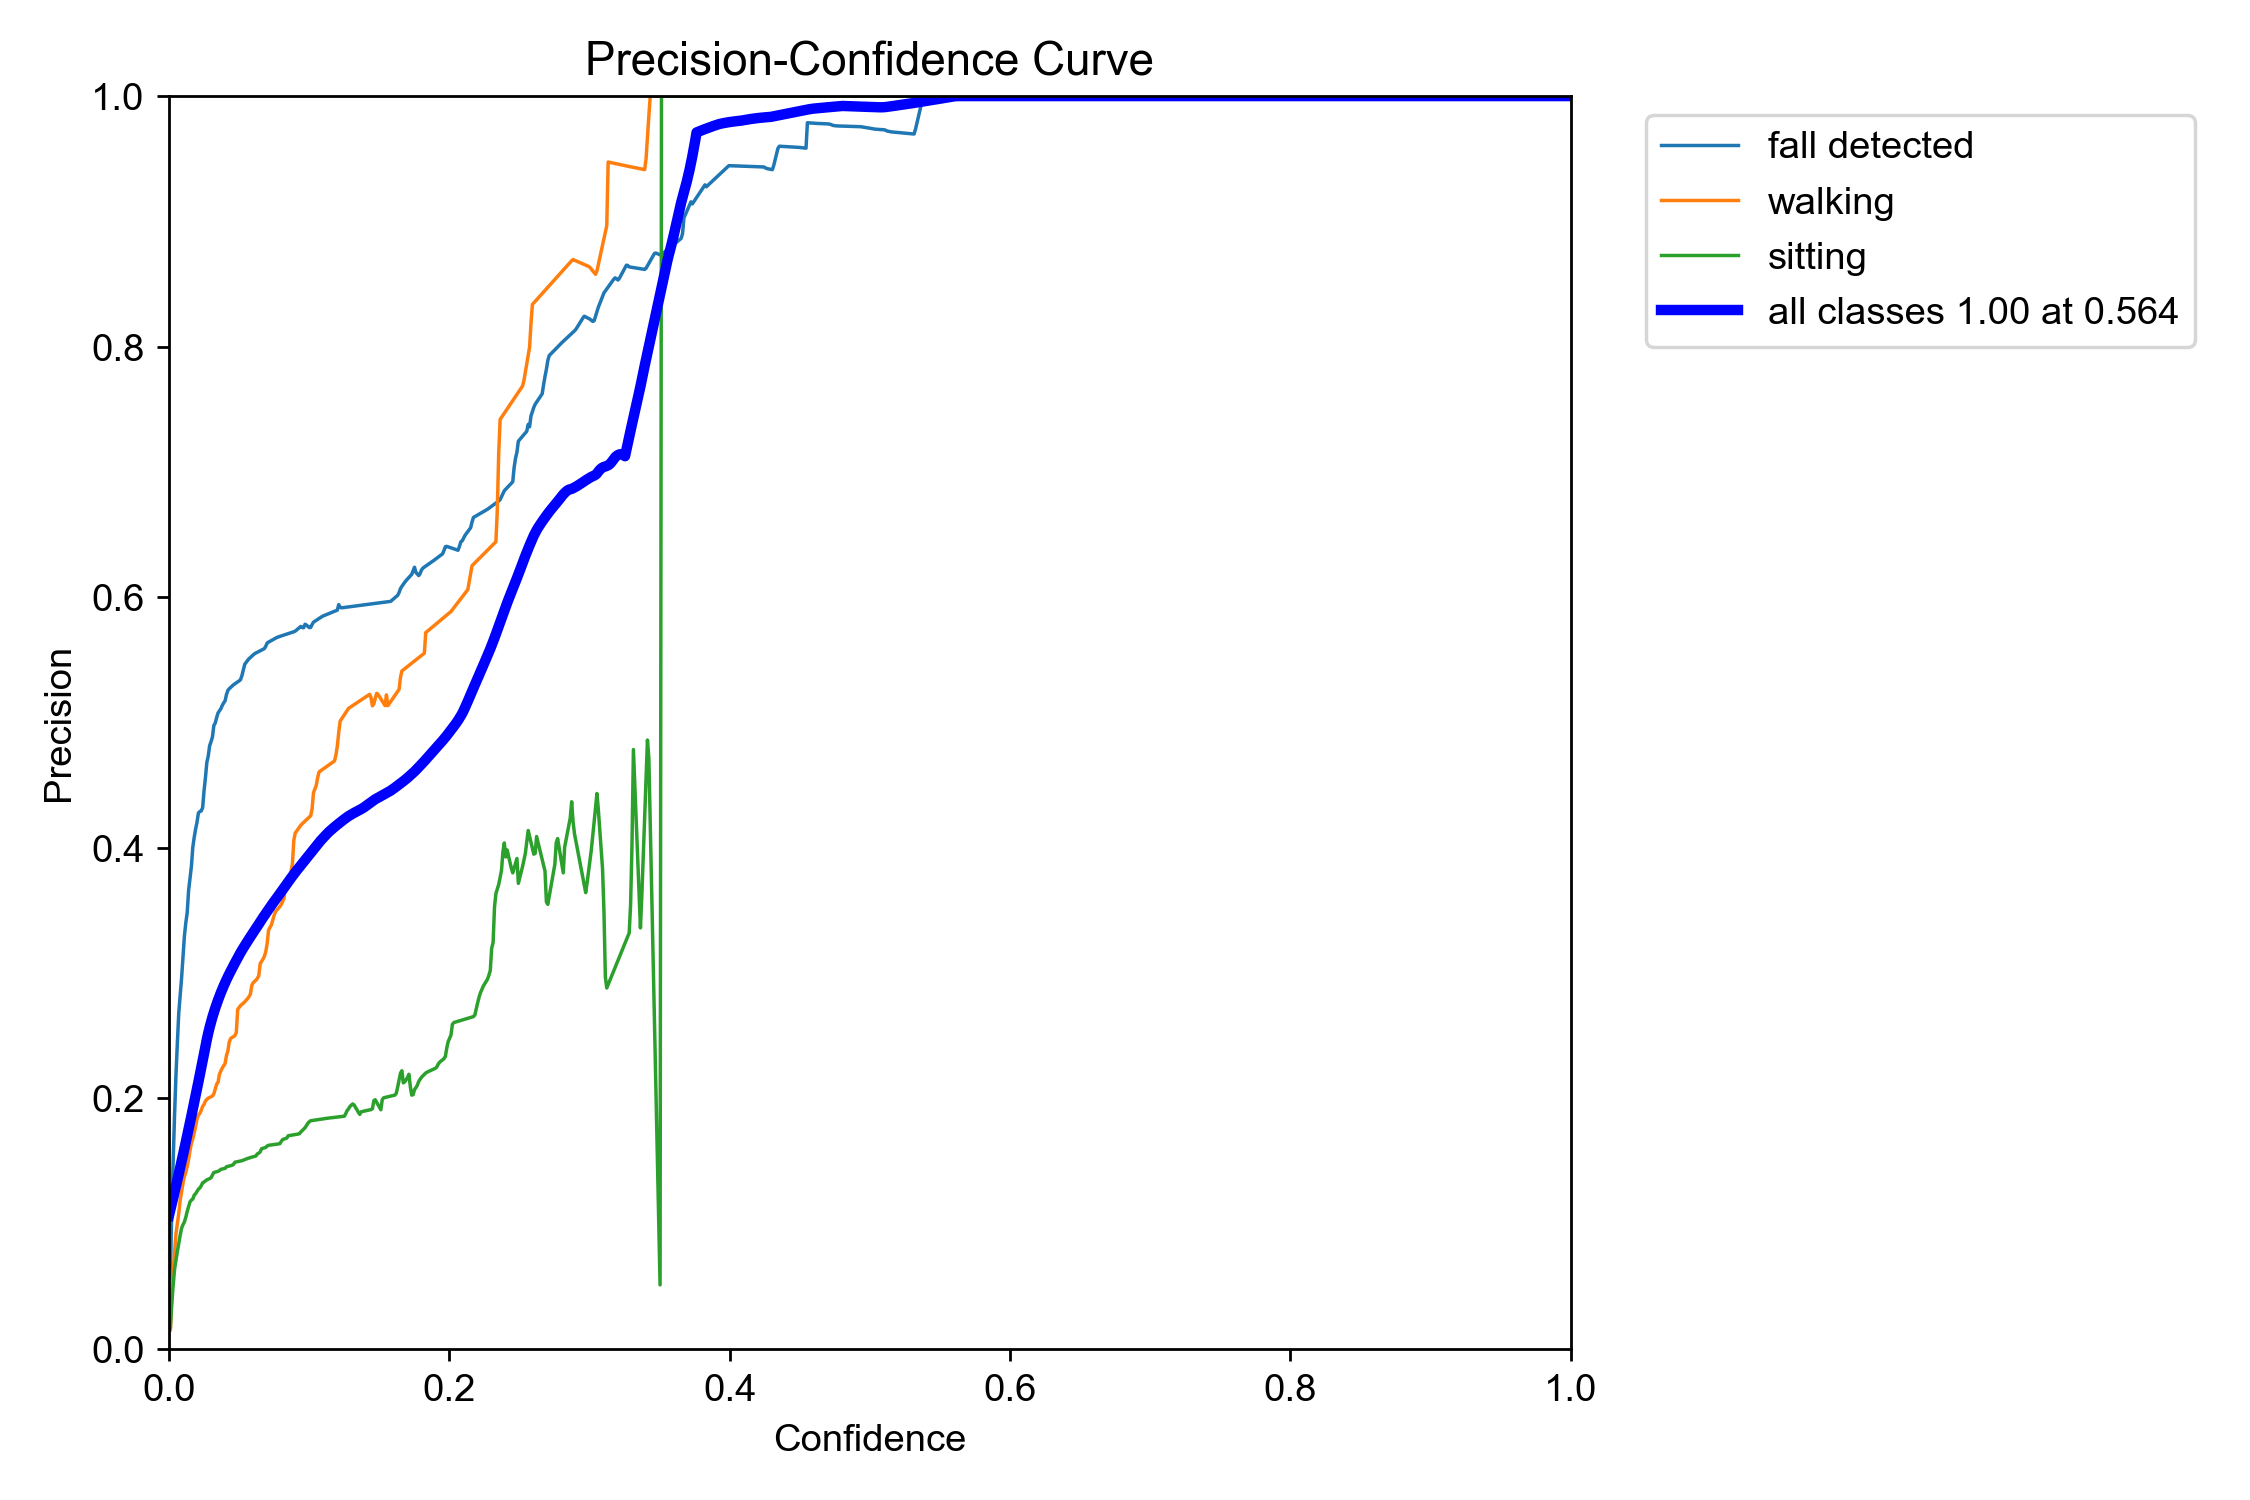 Precision-Confidence Curve
1.0
0.8
0.6
0.4
0.2
0.0
Precision
0.0 0.2 0.4 0.6 0.8 1.0
Confidence
fall detected
walking
sitting
all classes 1.00 at 0.564